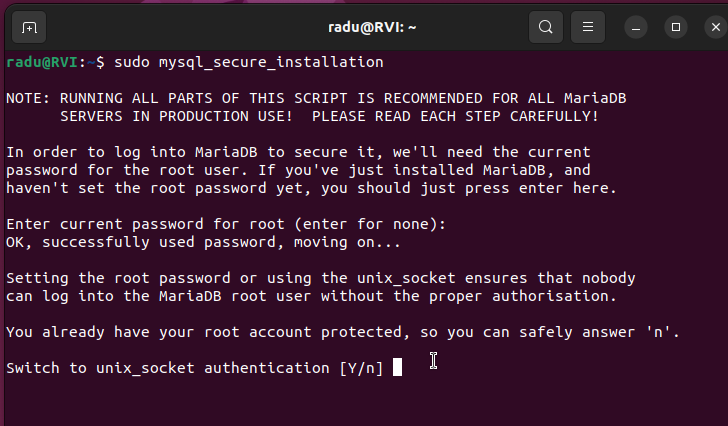 radu@RVI: ~
radu@RVI:~$ sudo mysql_secure_installation
NOTE: RUNNING ALL PARTS OF THIS SCRIPT IS RECOMMENDED FOR ALL MariaDB
SERVERS IN PRODUCTION USE!  PLEASE READ EACH STEP CAREFULLY!
In order to log into MariaDB to secure it, we'll need the current
password for the root user. If you've just installed MariaDB, and
haven't set the root password yet, you should just press enter here.
Enter current password for root (enter for none):
OK, successfully used password, moving on...
Setting the root password or using the unix_socket ensures that nobody
can log into the MariaDB root user without the proper authorisation.
You already have your root account protected, so you can safely answer 'n'.
Switch to unix_socket authentication [Y/n]